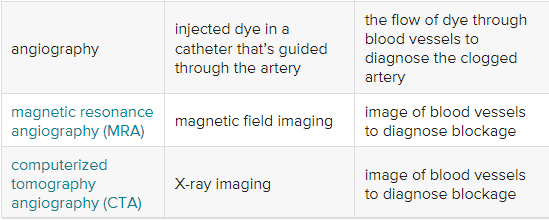 angiography
injected dye in a
catheter that's guided
through the artery
the flow of dye through
blood vessels to
diagnose the clogged
artery
magnetic resonance
angiography (MRA)
magnetic field imaging
image of blood vessels
to diagnose blockage
computerized
tomography
angiography (CTA)
X-ray imaging
image of blood vessels
to diagnose blockage